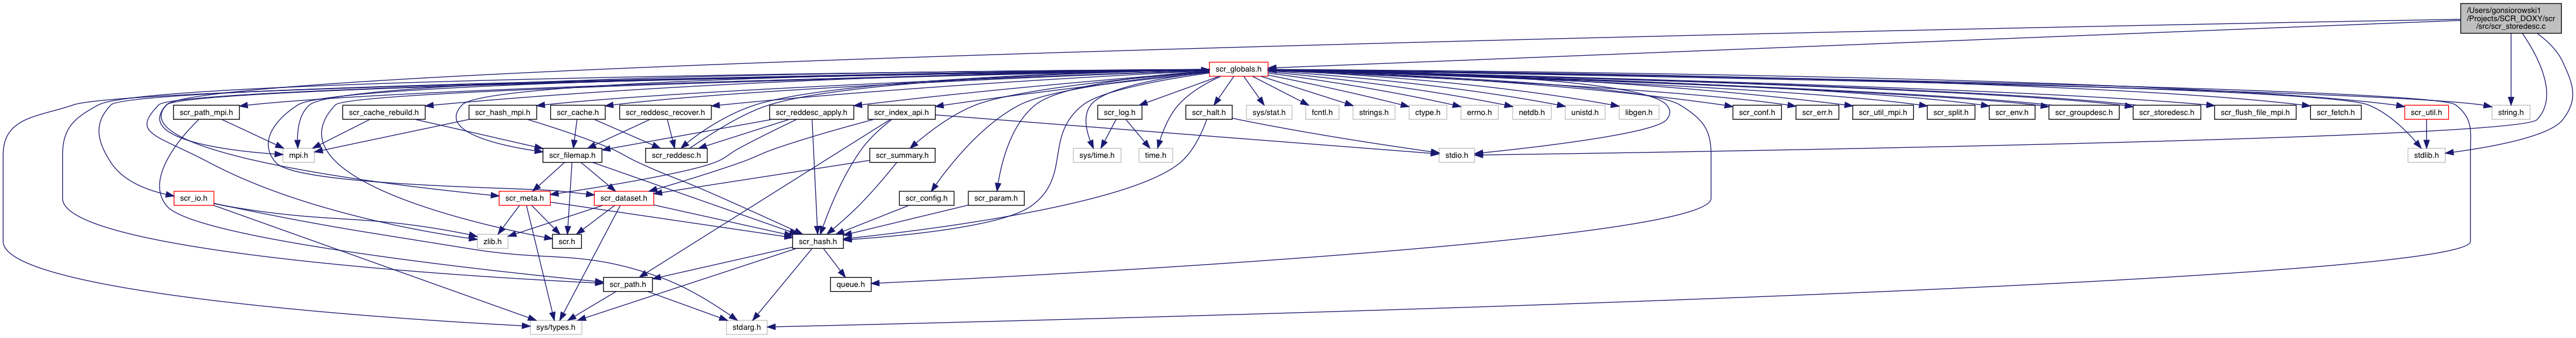 /Users/gonsiorowski1
/Projects/SCR_DOXY/scr
/src/scr_storedesc.c
scr_globals.h
scr_path_mpi.h
scr_cache_rebuild.h
scr_hash_mpi.h
scr_cache.h
scr_reddesc_recover.h
scr_reddesc_apply.h
scr_index_api.h
scr_log.h
scr_halt.h
sys/stat.h
fcntl.h
strings.h
ctype.h
errno.h
netdb.h
unistd.h
libgen.h
scr_conf.h
scr_err.h
scr_util_mpi.h
scr_split.h
scr_env.h
scr_groupdesc.h
scr_storedesc.h
scr_flush_file_mpi.h
scr_fetch.h
scr_util.h
string.h
mpi.h
scr_filemap.h
scr_reddesc.h
scr_summary.h
sys/time.h
time.h
stdio.h
stdlib.h
scr_io.h
scr_meta.h
scr_dataset.h
scr_config.h
scr_param.h
zlib.h
scr.h
scr_hash.h
scr_path.h
queue.h
sys/types.h
stdarg.h